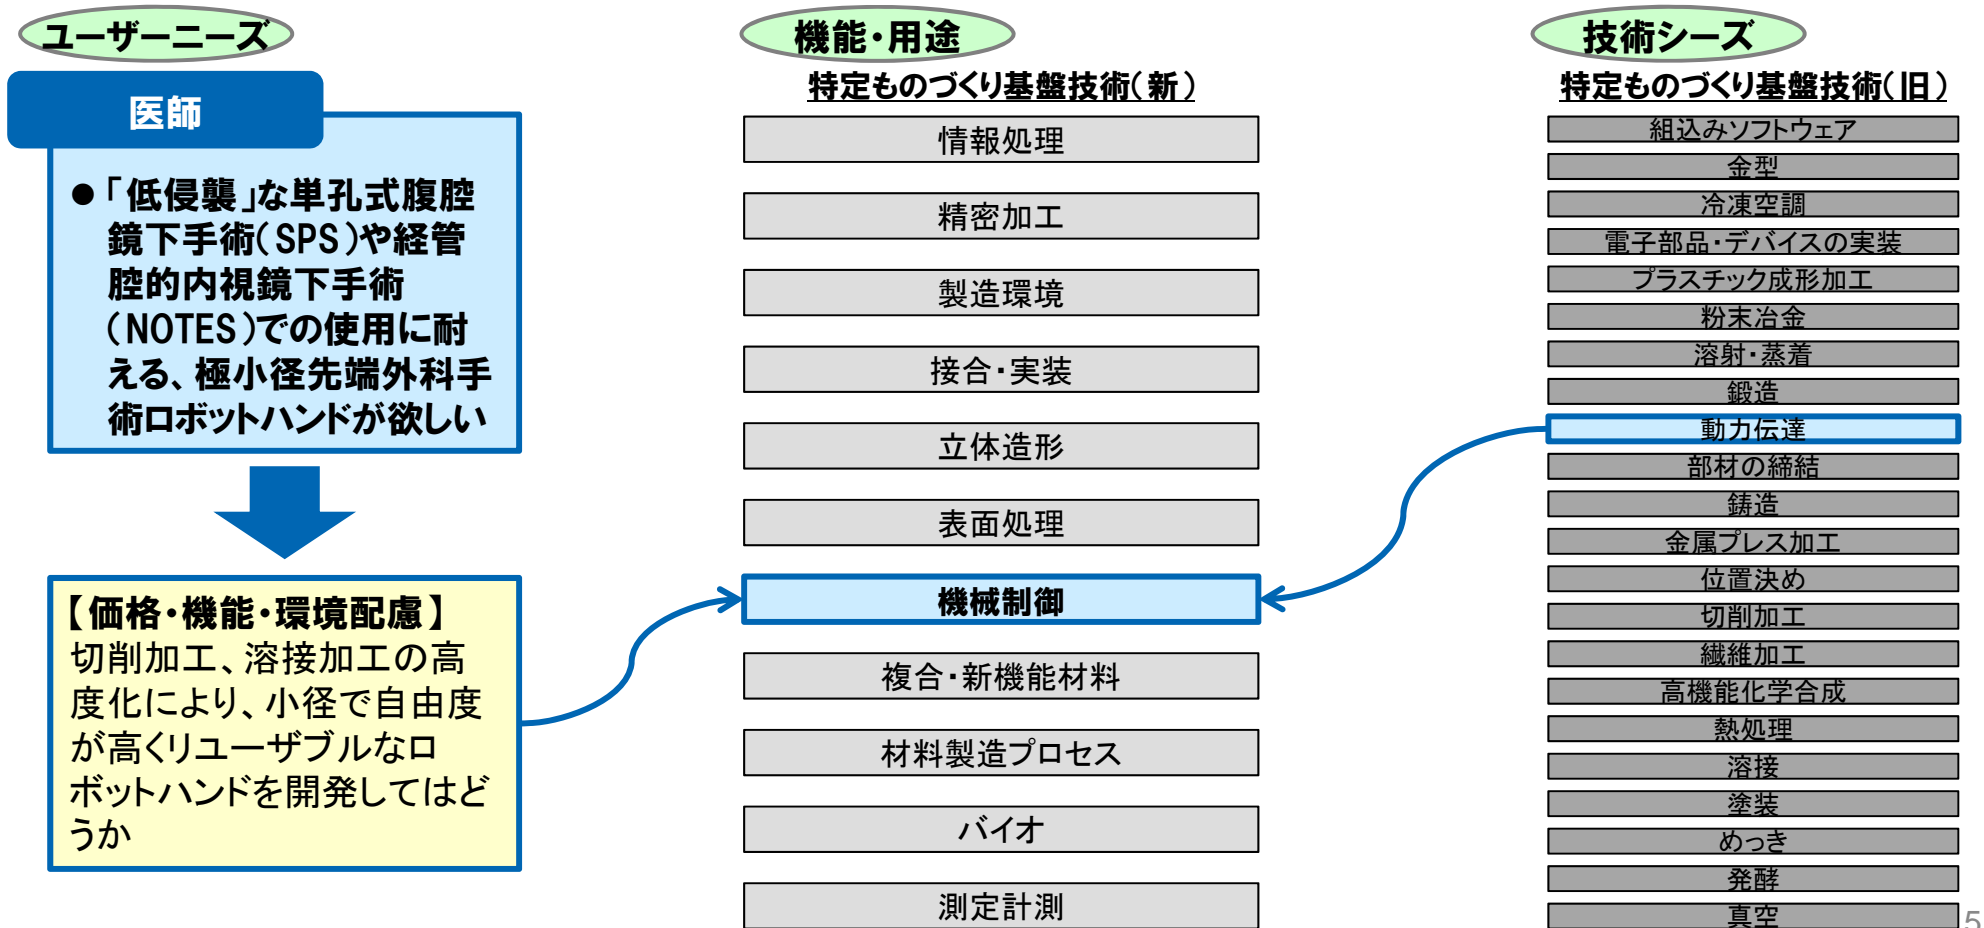 ユーザーニーズ
医師
●「低侵襲」な単孔式腹腔
鏡下手術(SPS)や経管
腔的内視鏡下手術
(NOTES)での使用に耐
える、極小径先端外科手
術ロボットハンドが欲しい
【価格・機能・環境配慮】
切削加工、溶接加工の高
度化により、小径で自由度
が高くリユーザブルなロ
ボットハンドを開発してはど
うか
機能・用途
特定ものづくり基盤技術(新)
情報処理
精密加工
製造環境
接合・実装
立体造形
表面処理
機械制御
複合・新機能材料
材料製造プロセス
バイオ
測定計測
技術シーズ
特定ものづくり基盤技術(旧)
組込みソフトウェア
金型
冷凍空調
電子部品・デバイスの実装
プラスチック成形加工
粉末冶金
溶射・蒸着
鍛造
動力伝達
部材の締結
鋳造
金属プレス加工
位置決め
切削加工
繊維加工
高機能化学合成
熱処理
溶接
塗装
めっき
発酵
真空
5